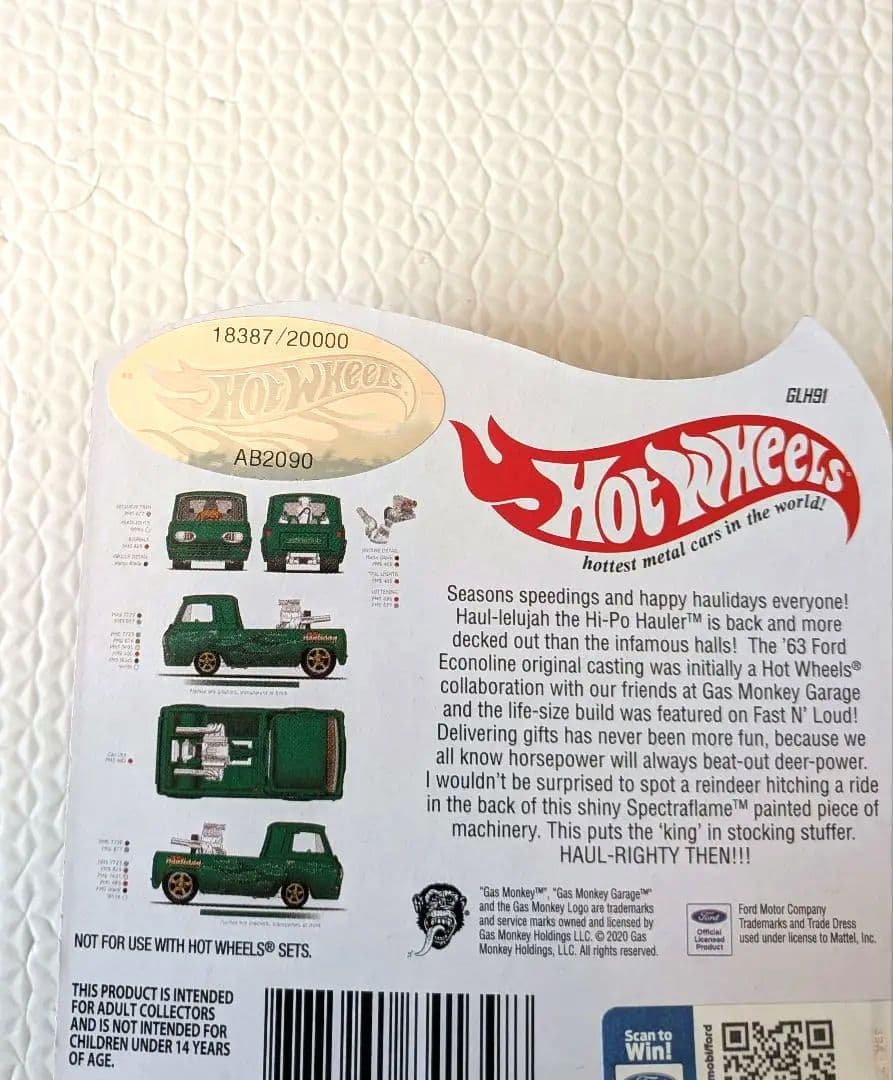 18387/20000
HOT WHEELS
AB2090
GLH91
HOT WHEELS®
hottest metal cars in the world!
Seasons speedings and happy haulidays everyone!
Haul-lelujah the Hi-Po Hauler™ is back and more
decked out than the infamous halls! The '63 Ford
Econoline original casting was initially a Hot Wheels®
collaboration with our friends at Gas Monkey Garage
and the life-size build was featured on Fast N' Loud!
Delivering gifts has never been more fun, because we
all know horsepower will always beat-out deer-power.
I wouldn't be surprised to spot a reindeer hitching a ride
in the back of this shiny Spectraflame™ painted piece of
machinery. This puts the 'king' in stocking stuffer.
HAUL-RIGHTY THEN!!!
"Gas Monkey™", "Gas Monkey Garage™"
and the Gas Monkey Logo are trademarks
and service marks owned and licensed by
Gas Monkey Holdings LLC. © 2020 Gas
Monkey Holdings, LLC. All rights reserved.
Ford
Official
Licensed
Product
Ford Motor Company
Trademarks and Trade Dress
used under license to Mattel, Inc.
NOT FOR USE WITH HOT WHEELS® SETS.
THIS PRODUCT IS INTENDED
FOR ADULT COLLECTORS
AND IS NOT INTENDED FOR
CHILDREN UNDER 14 YEARS
OF AGE.
Scan to
Win!
mobi/ford